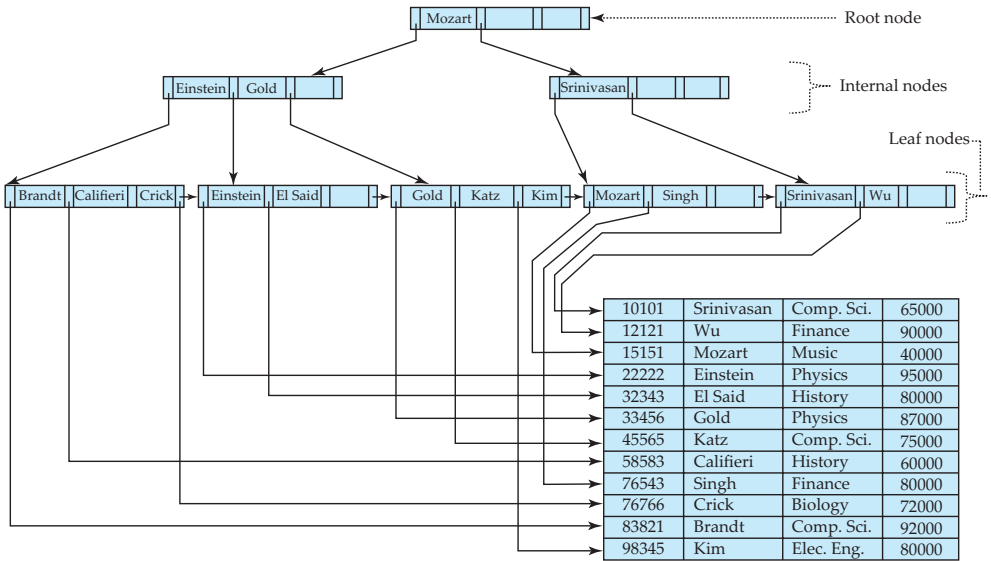 Mozart
Root node
Einstein Gold
Srinivasan
Internal nodes
Leaf nodes
Brandt Califieri Crick
Einstein El Said
Gold Katz Kim
Mozart Singh
Srinivasan Wu
10101 Srinivasan Comp. Sci. 65000
12121 Wu Finance 90000
15151 Mozart Music 40000
22222 Einstein Physics 95000
32343 El Said History 80000
33456 Gold Physics 87000
45565 Katz Comp. Sci. 75000
58583 Califieri History 60000
76543 Singh Finance 80000
76766 Crick Biology 72000
83821 Brandt Comp. Sci. 92000
98345 Kim Elec. Eng. 80000